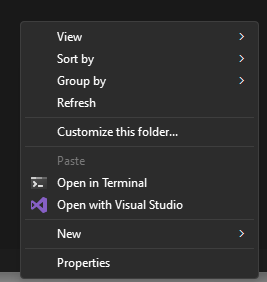 View
Sort by
Group by
Refresh
Customize this folder...
Paste
Open in Terminal
Open with Visual Studio
New
Properties